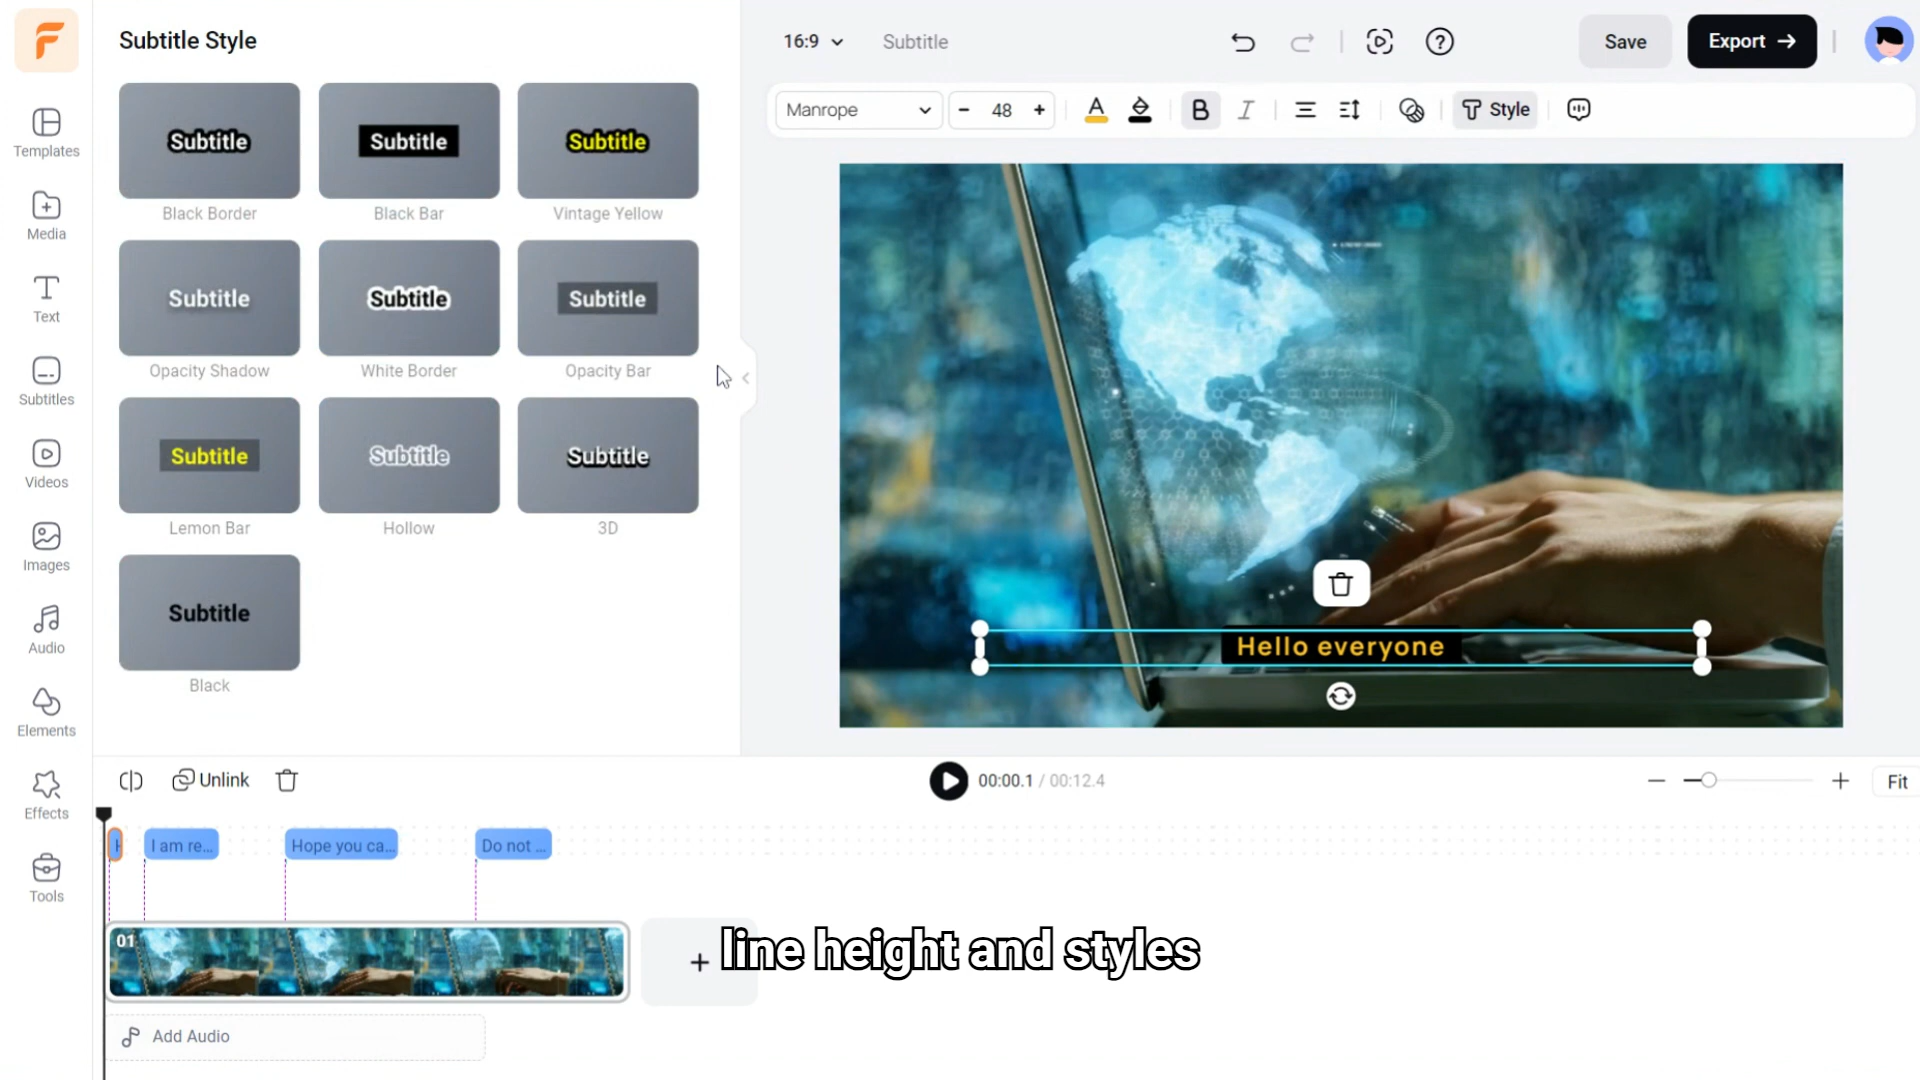 Subtitle Style
16:9
Subtitle
Save
Export
Manrope
48
A
B
I
Style
Templates
Media
Text
Subtitles
Videos
Images
Audio
Elements
Effects
Tools
Subtitle
Subtitle
Subtitle
Black Border
Black Bar
Vintage Yellow
Subtitle
Subtitle
Subtitle
Opacity Shadow
White Border
Opacity Bar
Subtitle
Subtitle
Subtitle
Lemon Bar
Hollow
3D
Subtitle
Black
Hello everyone
Unlink
00:00.1 / 00:12.4
Fit
I am re...
Hope you ca...
Do not ...
01
line height and styles
Add Audio